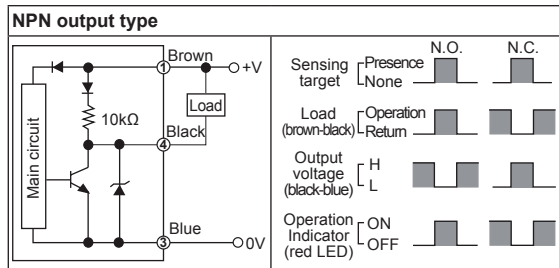 NPN output type
Brown
1
+V
Load
10kΩ
Black
4
Main circuit
Blue
3
0V
N.O. N.C.
Sensing target Presence None
Load (brown-black) Operation Return
Output voltage (black-blue) H L
Operation Indicator (red LED) ON OFF